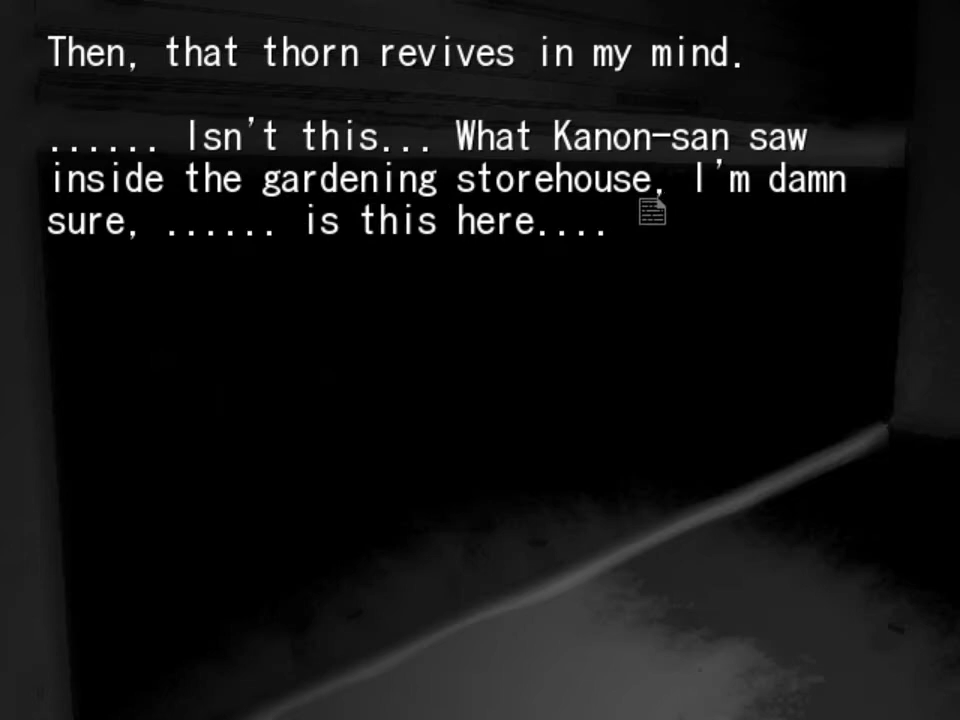 Then, that thorn revives in my mind.
...... Isn't this... What Kanon-san saw
inside the gardening storehouse, I'm damn
sure, ...... is this here....